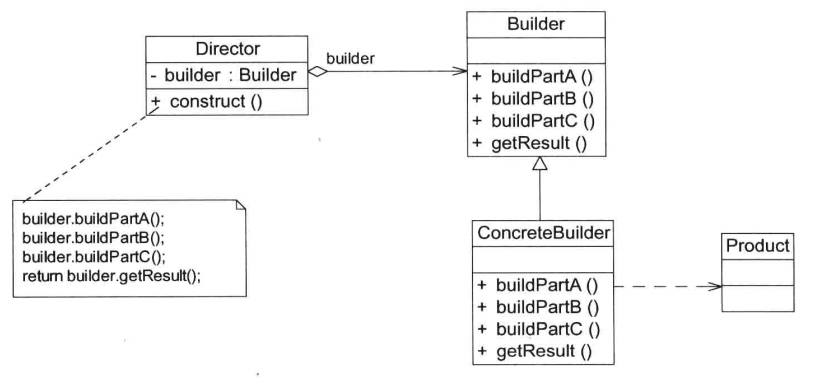 Director
- builder : Builder
+ construct ()
builder
Builder
+ buildPartA ()
+ buildPartB ()
+ buildPartC ()
+ getResult ()
builder.buildPartA();
builder.buildPartB();
builder.buildPartC();
return builder.getResult();
ConcreteBuilder
+ buildPartA ()
+ buildPartB ()
+ buildPartC ()
+ getResult ()
Product